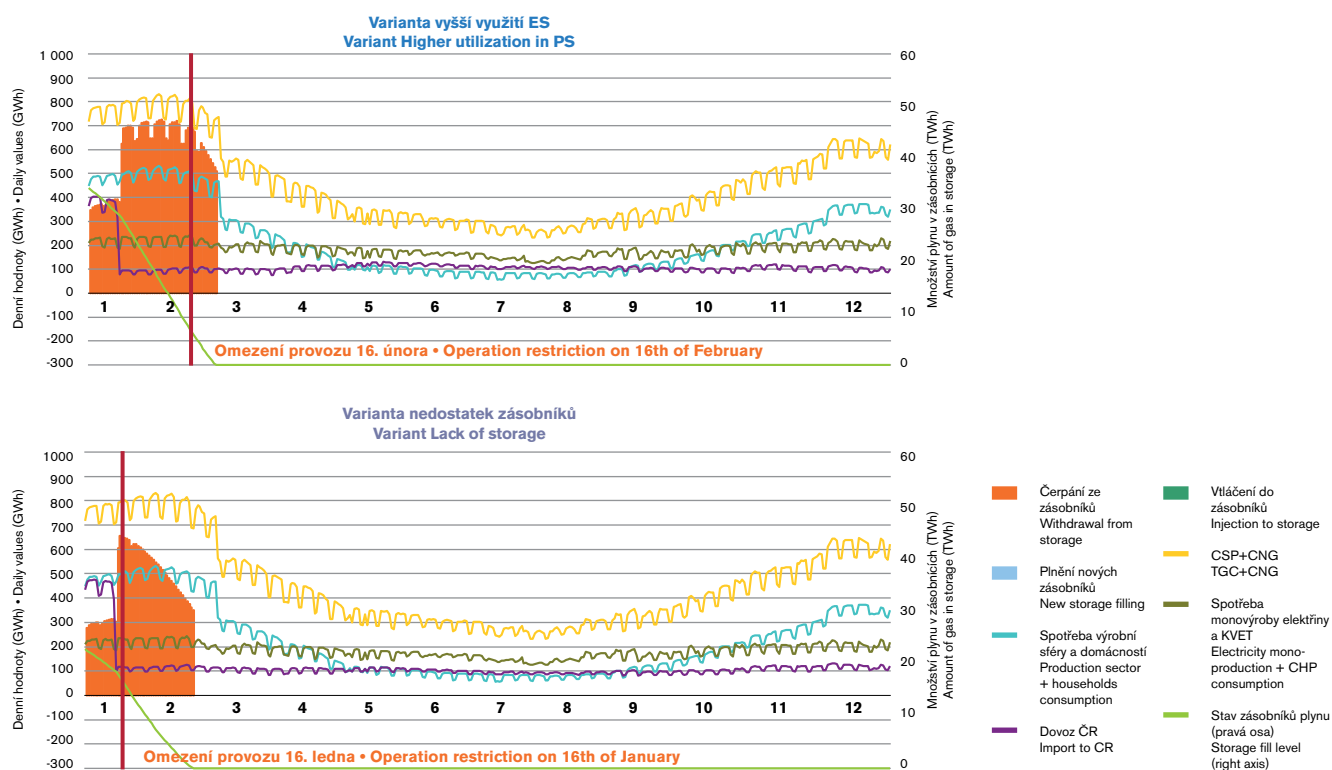 Varianta vyšší využití ES
Variant Higher utilization in PS
Denní hodnoty (GWh) • Daily values (GWh)
1 000
900
800
700
600
500
400
300
200
100
0
-100
-200
-300
60
50
40
30
20
10
0
Množství plynu v zásobnících (TWh)
Amount of gas in storage (TWh)
1 2 3 4 5 6 7 8 9 10 11 12
Omezení provozu 16. února • Operation restriction on 16th of February
Varianta nedostatek zásobníků
Variant Lack of storage
Denní hodnoty (GWh) • Daily values (GWh)
1000
900
800
700
600
500
400
300
200
100
0
-100
-200
-300
60
50
40
30
20
10
0
Množství plynu v zásobnících (TWh)
Amount of gas in storage (TWh)
1 2 3 4 5 6 7 8 9 10 11 12
Omezení provozu 16. ledna • Operation restriction on 16th of January
Čerpání ze
zásobníků
Withdrawal from
storage
Plnění nových
zásobníků
New storage filling
Spotřeba výrobní
sféry a domácností
Production sector
+ households
consumption
Dovoz ČR
Import to CR
Vtláčení do
zásobníků
Injection to storage
CSP+CNG
TGC+CNG
Spotřeba
monovýroby elektřiny
a KVET
Electricity mono-
production + CHP
consumption
Stav zásobníků plynu
(pravá osa)
Storage fill level
(right axis)